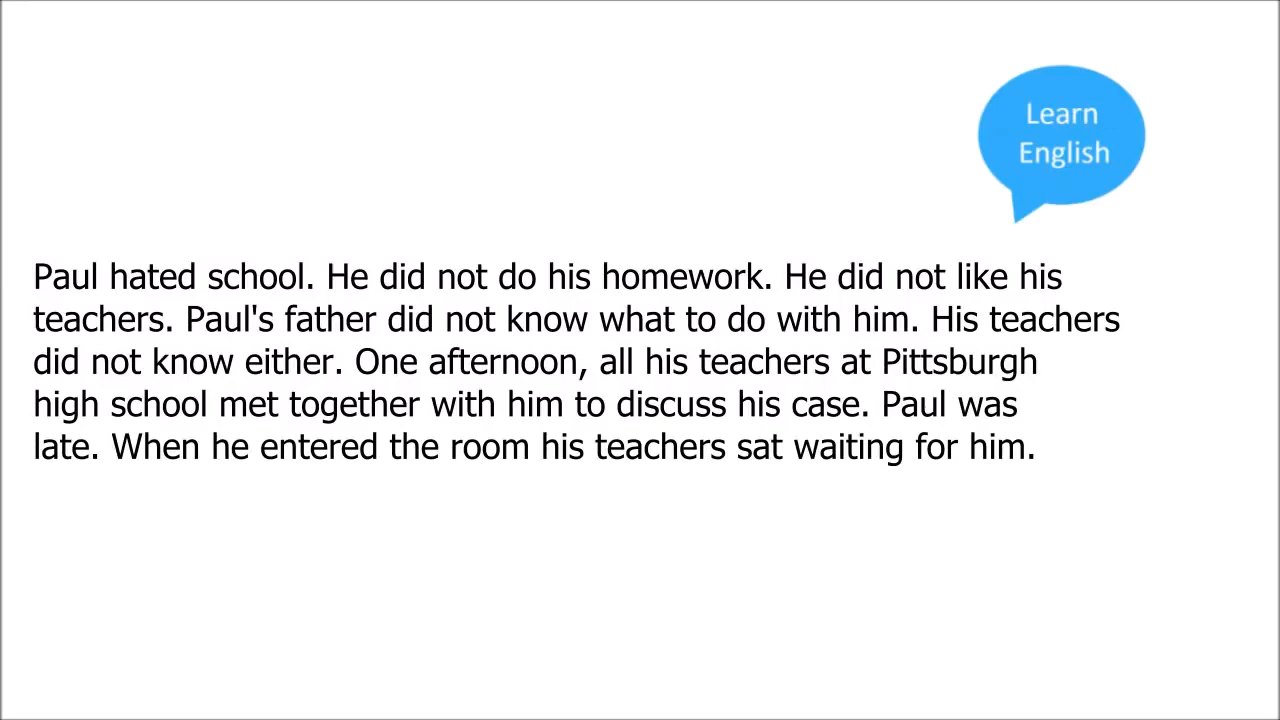 Learn
English
Paul hated school. He did not do his homework. He did not like his
teachers. Paul's father did not know what to do with him. His teachers
did not know either. One afternoon, all his teachers at Pittsburgh
high school met together with him to discuss his case. Paul was
late. When he entered the room his teachers sat waiting for him.